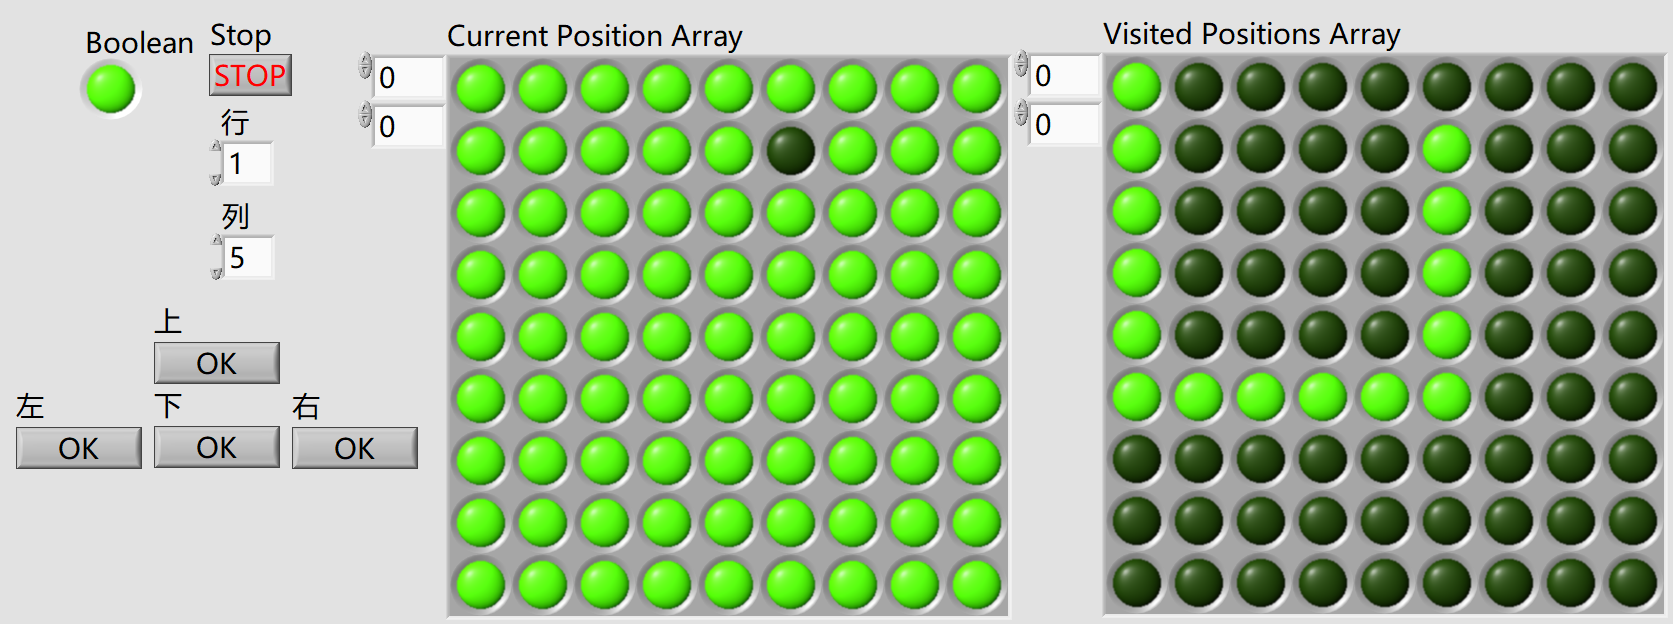 Boolean
Stop
STOP
行
1
列
5
上
OK
左
OK
下
OK
右
OK
Current Position Array
0
0
Visited Positions Array
0
0